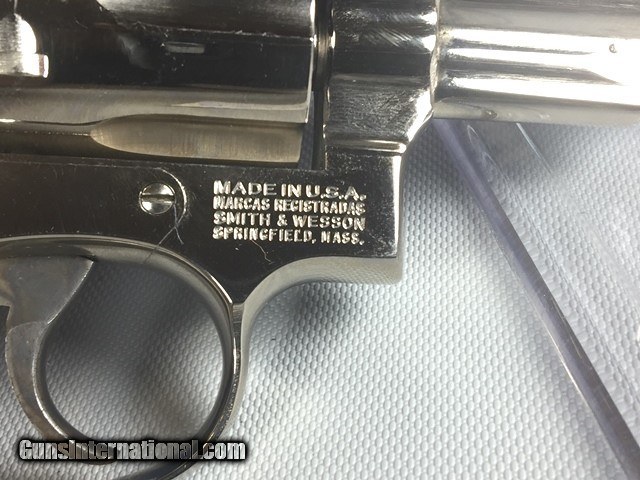 MADE IN U.S.A.
MARCAS REGISTRADAS
SMITH & WESSON
SPRINGFIELD, MASS.
GunsInternational.com